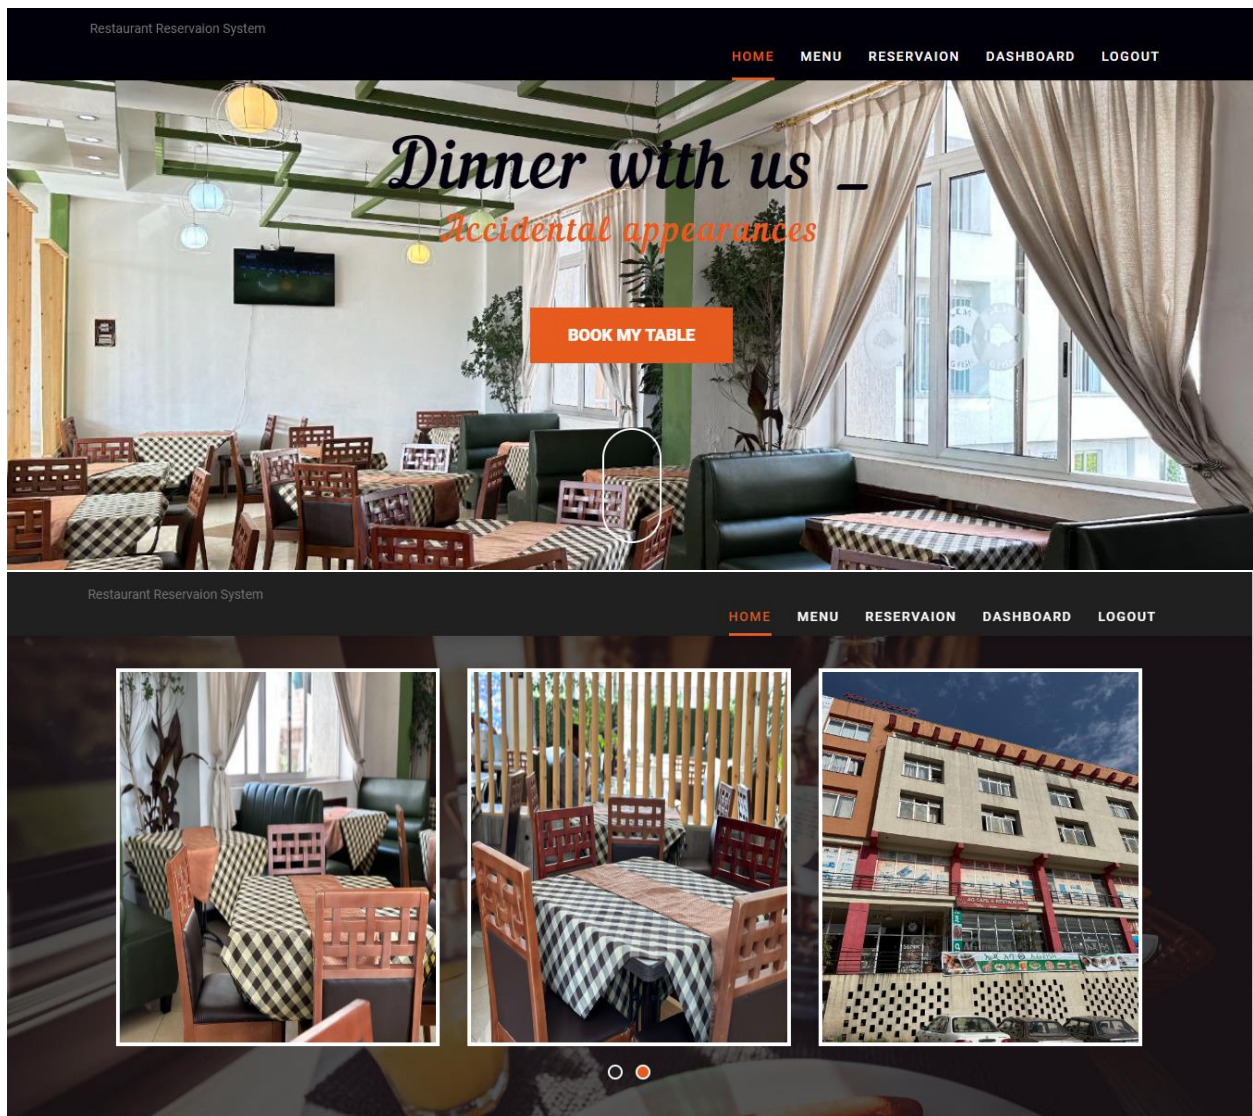 Restaurant Reservaion System
HOME MENU RESERVAION DASHBOARD LOGOUT
Dinner with us _
Accidental appearances
BOOK MY TABLE
Restaurant Reservaion System
HOME MENU RESERVAION DASHBOARD LOGOUT